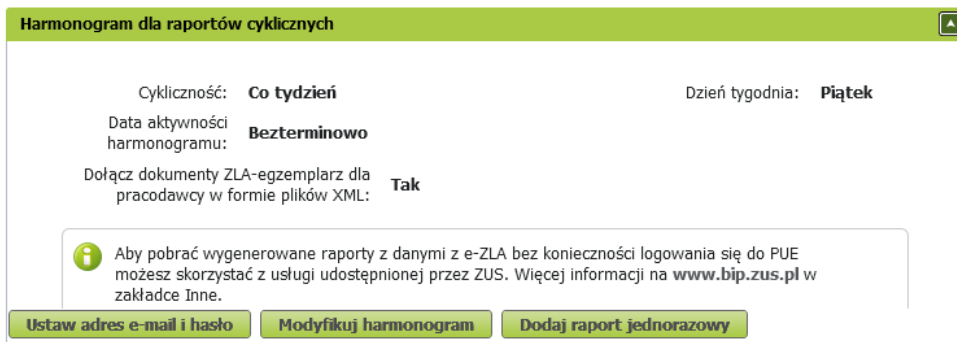 Harmonogram dla raportów cyklicznych
Cykliczność: Co tydzień Dzień tygodnia: Piątek
Data aktywności
harmonogramu: Bezterminowo
Dołącz dokumenty ZLA-egzemplarz dla
pracodawcy w formie plików XML: Tak
Aby pobrać wygenerowane raporty z danymi z e-ZLA bez konieczności logowania się do PUE
możesz skorzystać z usługi udostępnionej przez ZUS. Więcej informacji na www.bip.zus.pl w
zakładce Inne.
Ustaw adres e-mail i hasło Modyfikuj harmonogram Dodaj raport jednorazowy